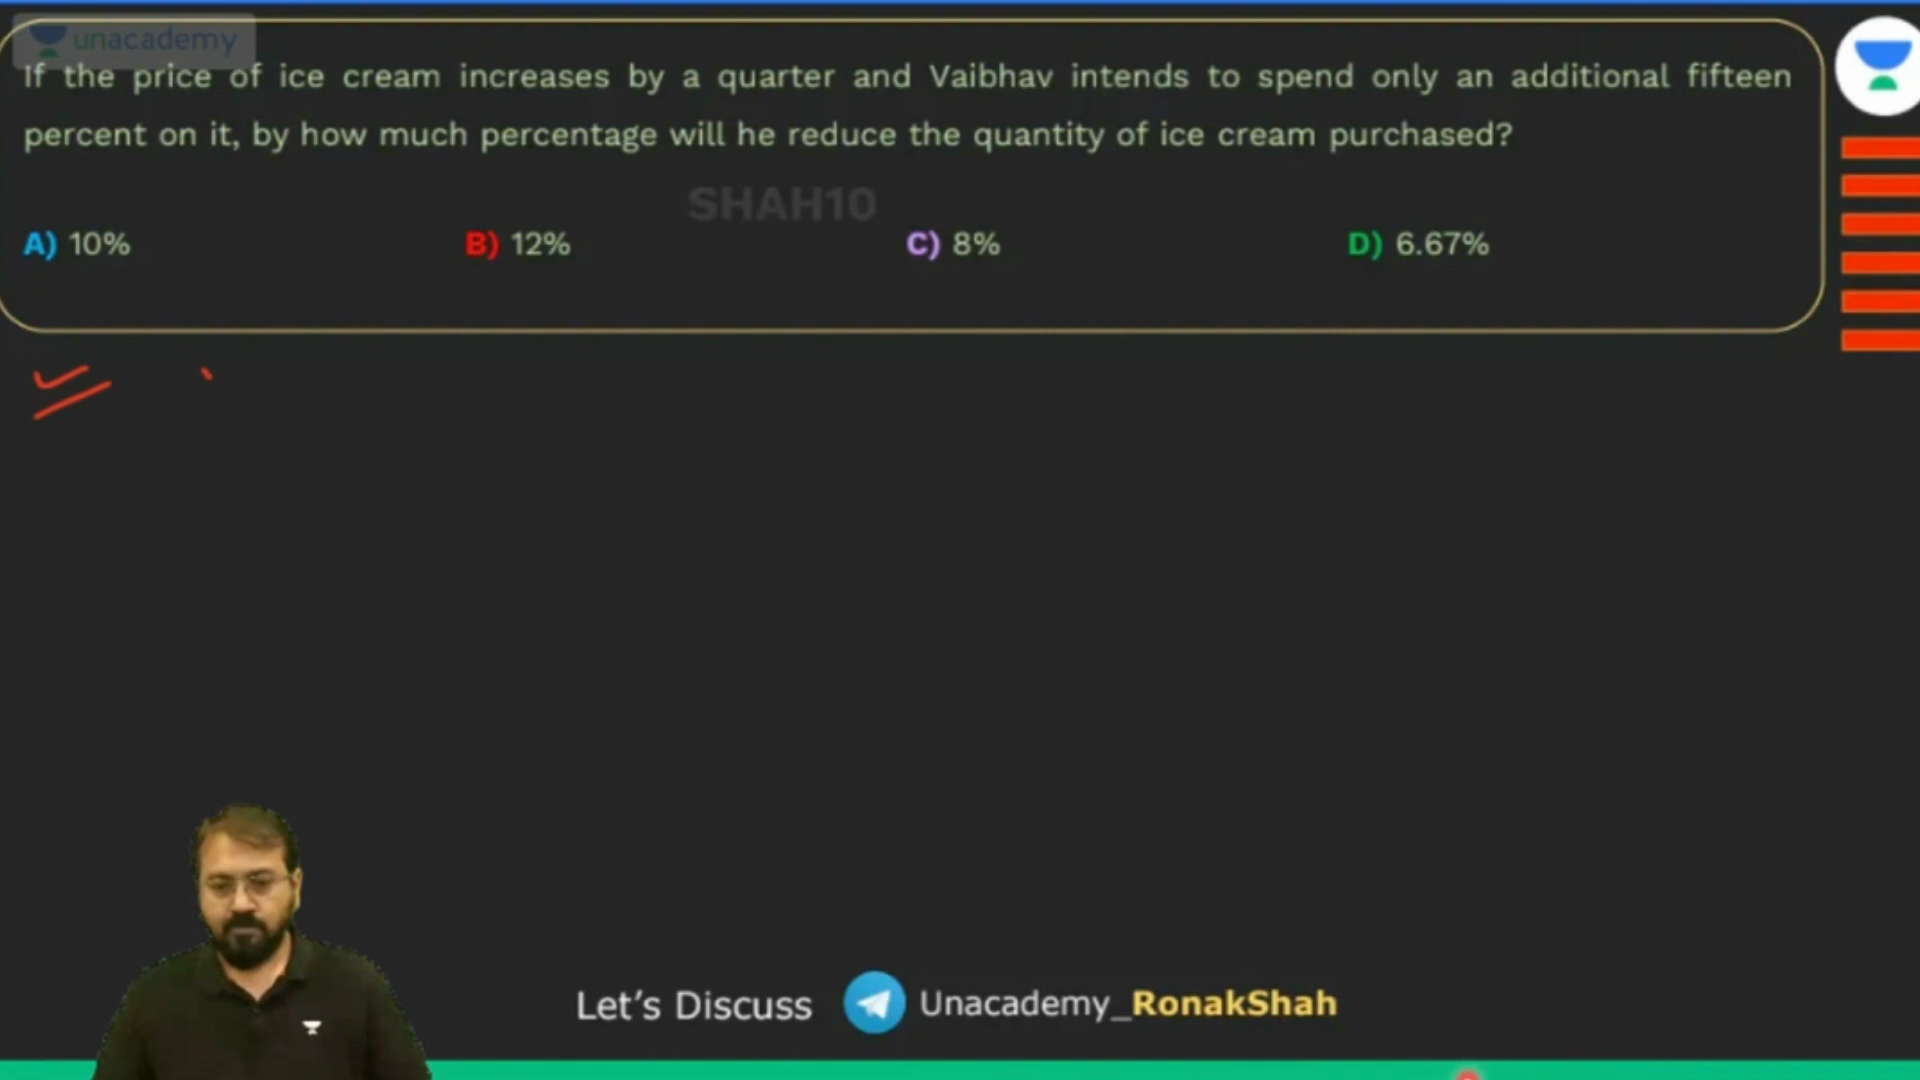 unacademy
If the price of ice cream increases by a quarter and Vaibhav intends to spend only an additional fifteen
percent on it, by how much percentage will he reduce the quantity of ice cream purchased?
SHAH10
A) 10% B) 12% C) 8% D) 6.67%
Let's Discuss Unacademy_RonakShah